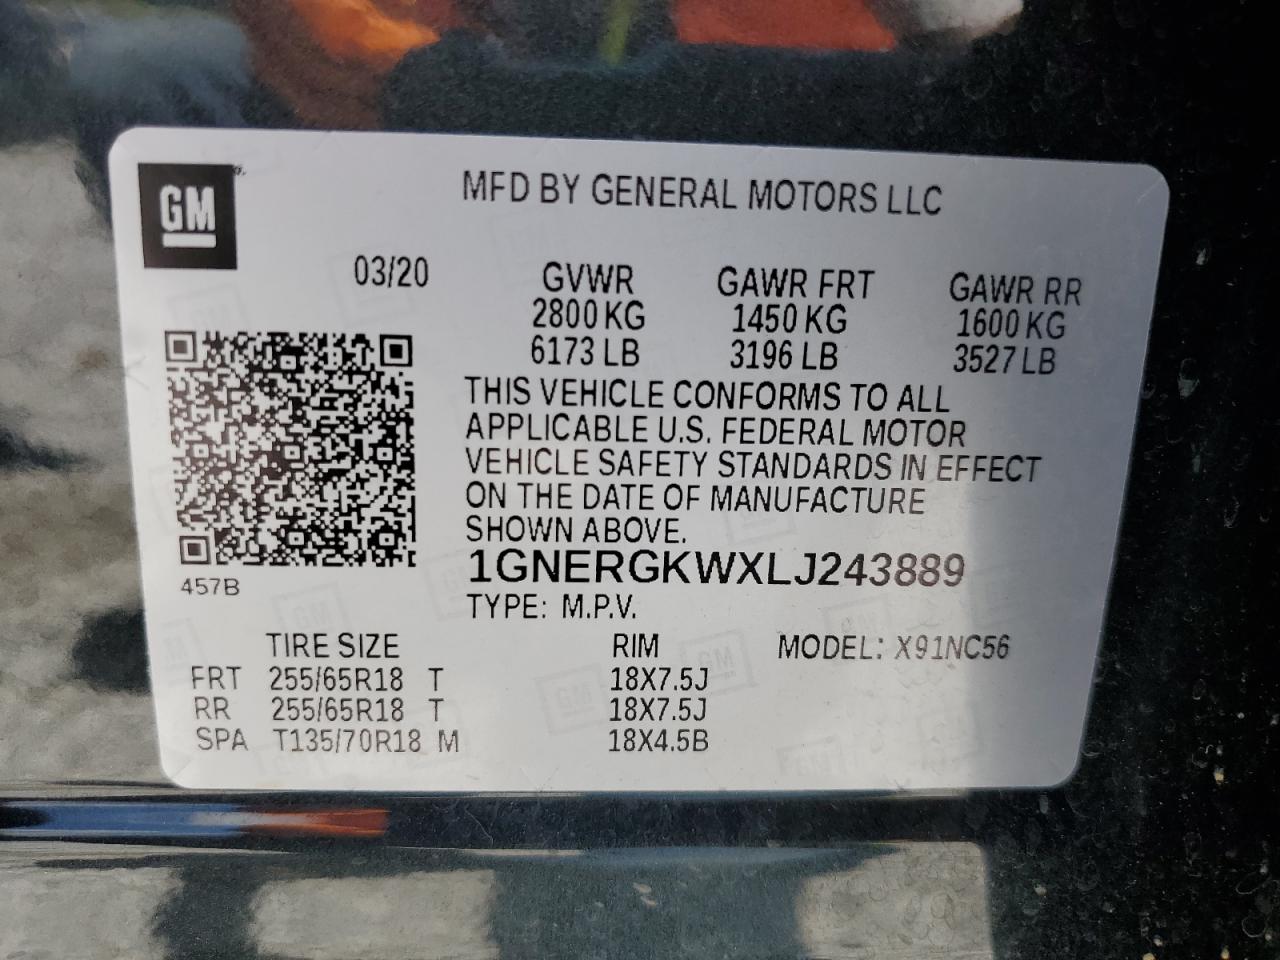 GM
MFD BY GENERAL MOTORS LLC
03/20
GVWR GAWR FRT GAWR RR
2800 KG 1450 KG 1600 KG
6173 LB 3196 LB 3527 LB
THIS VEHICLE CONFORMS TO ALL
APPLICABLE U.S. FEDERAL MOTOR
VEHICLE SAFETY STANDARDS IN EFFECT
ON THE DATE OF MANUFACTURE
SHOWN ABOVE.
1GNERGKWXLJ243889
457B
TYPE: M.P.V.
TIRE SIZE RIM MODEL: X91NC56
FRT 255/65R18 T 18X7.5J
RR 255/65R18 T 18X7.5J
SPA T135/70R18 M 18X4.5B